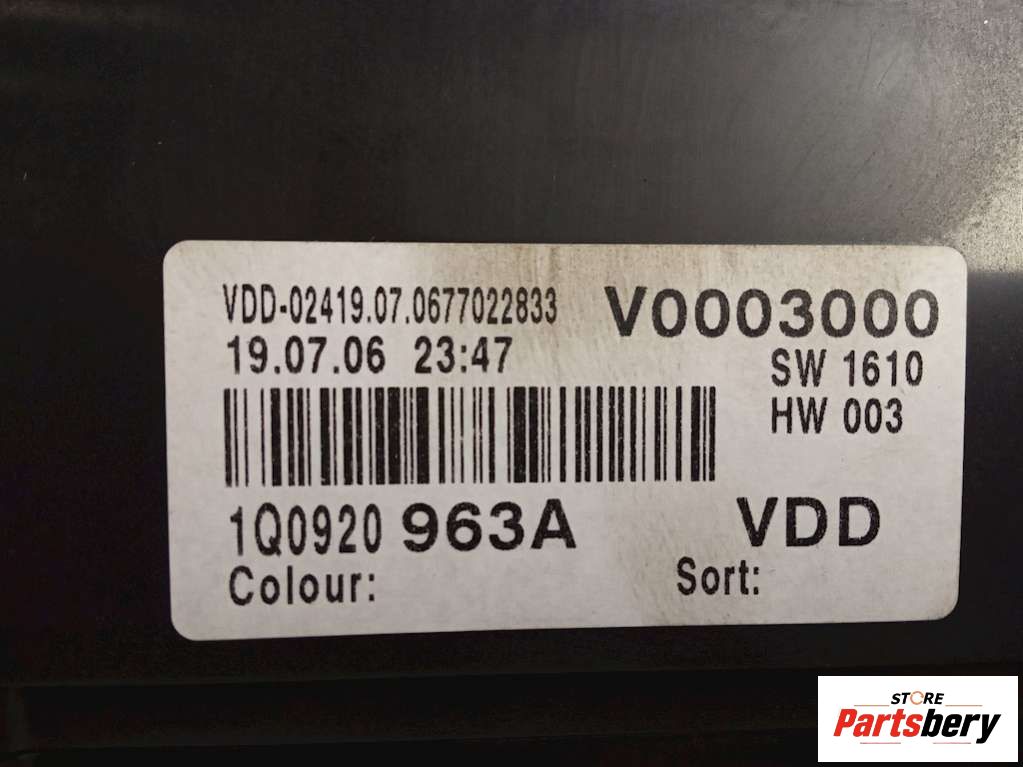 VDD-02419.07.0677022833
V0003000
19.07.06 23:47
SW 1610
HW 003
1Q0920 963A
VDD
Colour:
Sort:
STORE
Partsbery